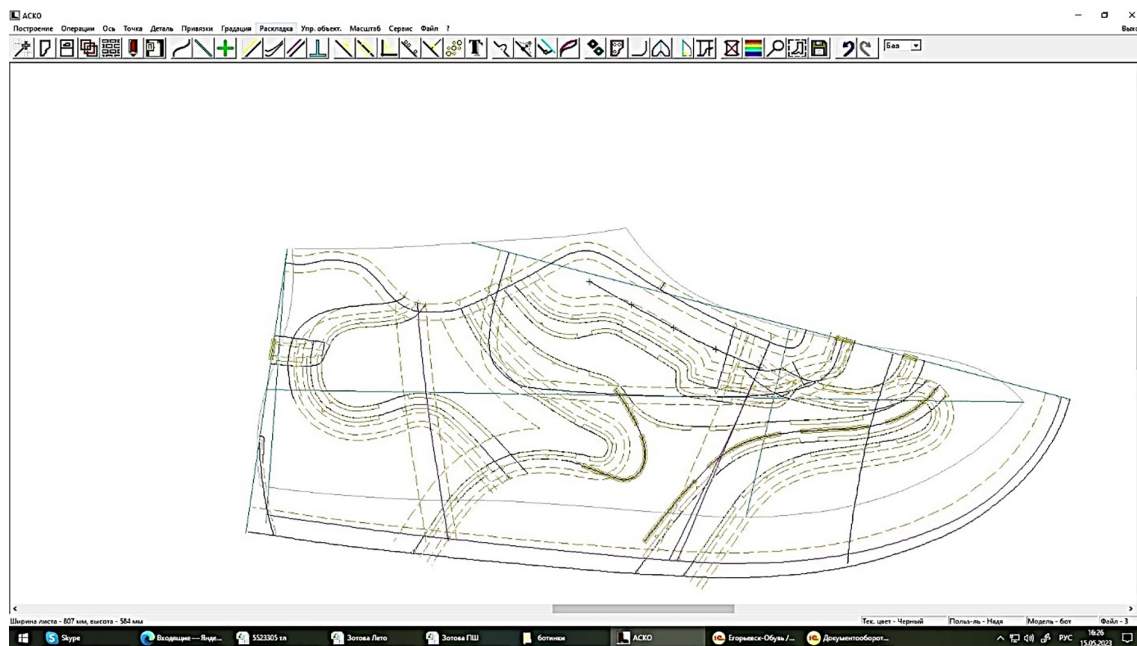 АСКО
Построение Операции Ось Точка Деталь Привязки Градация Раскладка Упр. объект. Масштаб Сервис Файл ?
Т Баз
Ширина листа - 607 мм, высота - 584 мм Тек. цвет - Черный Польз-ль - Надя Модель - бот Файл - 3
Skype Входящие — Янде... 5523305 тл Зотова Лето Зотова ПШ ботинки АСКО Егорьевск-Обувь /... Документооборот... РУС 16:26
15.05.2023